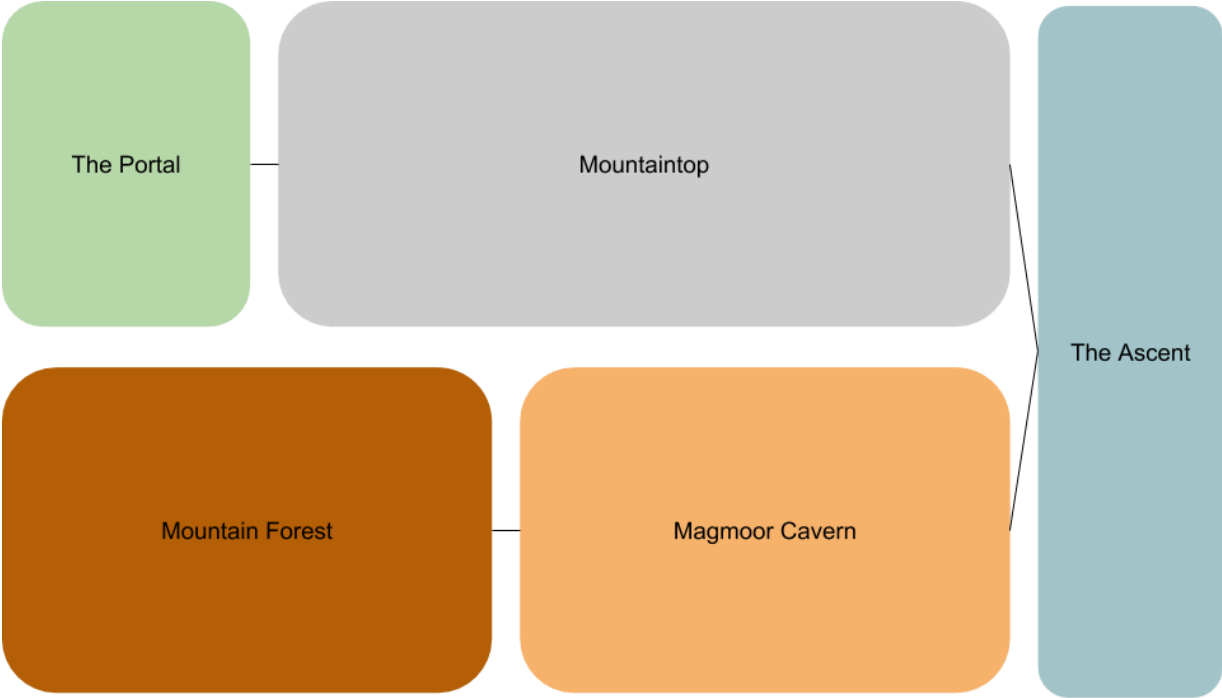 The Portal
Mountaintop
The Ascent
Mountain Forest
Magmoor Cavern